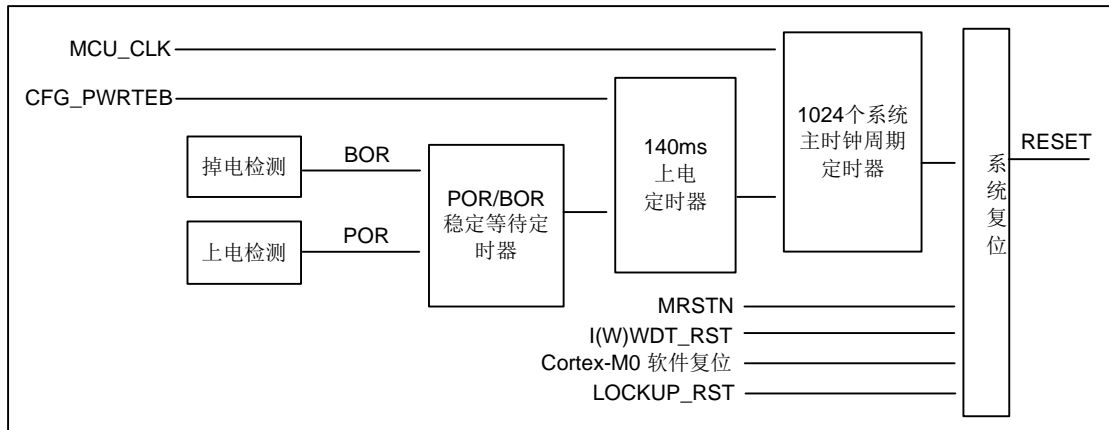 MCU_CLK
CFG_PWRTEB
掉电检测
BOR
上电检测
POR
POR/BOR
稳定等待定
时器
140ms
上电
定时器
1024个系统
主时钟周期
定时器
系统复位
RESET
MRSTN
I(W)WDT_RST
Cortex-M0 软件复位
LOCKUP_RST